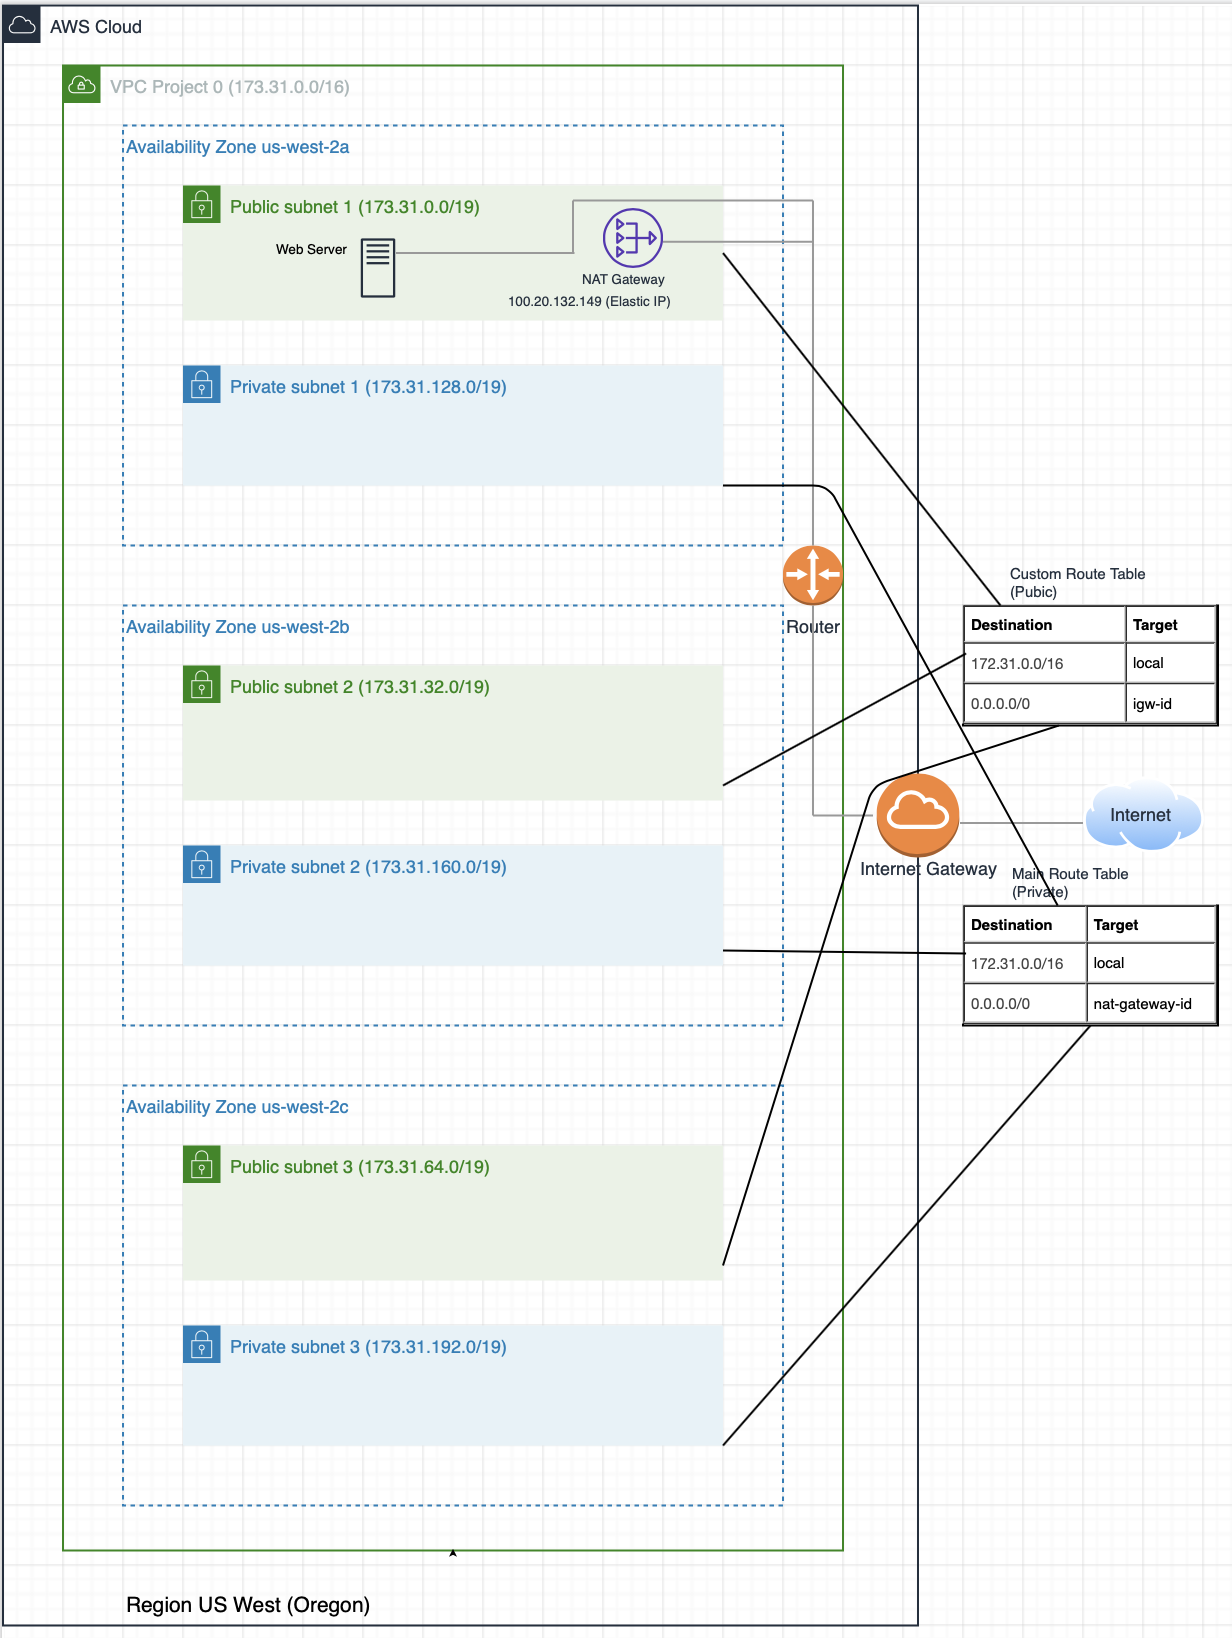 AWS Cloud
VPC Project 0 (173.31.0.0/16)
Availability Zone us-west-2a
Public subnet 1 (173.31.0.0/19)
Web Server
NAT Gateway
100.20.132.149 (Elastic IP)
Private subnet 1 (173.31.128.0/19)
Router
Availability Zone us-west-2b
Public subnet 2 (173.31.32.0/19)
Private subnet 2 (173.31.160.0/19)
Availability Zone us-west-2c
Public subnet 3 (173.31.64.0/19)
Private subnet 3 (173.31.192.0/19)
Region US West (Oregon)
Custom Route Table
(Pubic)
Destination Target
172.31.0.0/16 local
0.0.0.0/0 igw-id
Internet Gateway
Internet
Main Route Table
(Private)
Destination Target
172.31.0.0/16 local
0.0.0.0/0 nat-gateway-id